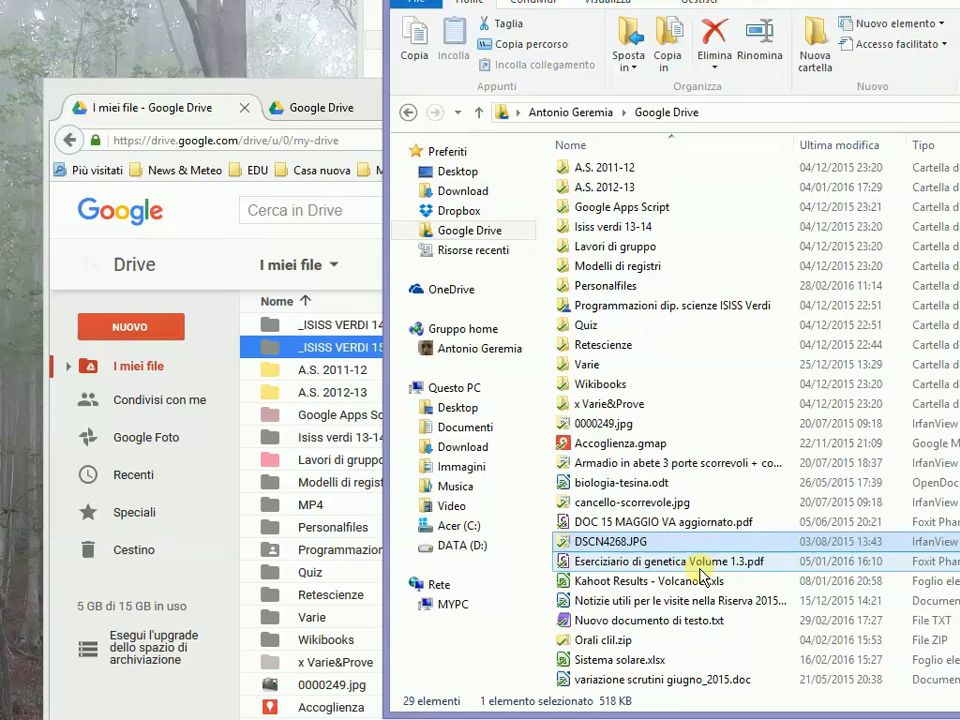 File Home Condividi Visualizza Gestisci
Copia
Incolla
Taglia
Copia percorso
Incolla collegamento
Appunti
Sposta in
Copia in
Elimina
Rinomina
Organizza
Nuova cartella
Nuovo elemento
Accesso facilitato
Nuovo
Antonio Geremia Google Drive
I miei file - Google Drive
Google Drive
https://drive.google.com/drive/u/0/my-drive
Più visitati News & Meteo EDU Casa nuova M
Google
Cerca in Drive
Drive
I miei file
NUOVO
I miei file
Condivisi con me
Google Foto
Recenti
Speciali
Cestino
5 GB di 15 GB in uso
Esegui l'upgrade
dello spazio di
archiviazione
Nome
_ISISS VERDI 14
_ISISS VERDI 15
A.S. 2011-12
A.S. 2012-13
Google Apps Sc
Isiss verdi 13-14
Lavori di gruppo
Modelli di regist
MP4
Personalfiles
Programmazion
Quiz
Retescienze
Varie
Wikibooks
x Varie&Prove
0000249.jpg
Accoglienza
Preferiti
Desktop
Download
Dropbox
Google Drive
Risorse recenti
OneDrive
Gruppo home
Antonio Geremia
Questo PC
Desktop
Documenti
Download
Immagini
Musica
Video
Acer (C:)
DATA (D:)
Rete
MYPC
Nome Ultima modifica Tipo
A.S. 2011-12 04/12/2015 23:20 Cartella d
A.S. 2012-13 04/01/2016 17:29 Cartella d
Google Apps Script 04/12/2015 23:21 Cartella d
Isiss verdi 13-14 04/12/2015 23:20 Cartella d
Lavori di gruppo 04/12/2015 23:20 Cartella d
Modelli di registri 04/12/2015 23:20 Cartella d
Personalfiles 28/02/2016 11:14 Cartella d
Programmazioni dip. scienze ISISS Verdi 04/12/2015 22:51 Cartella d
Quiz 04/12/2015 22:51 Cartella d
Retescienze 04/12/2015 22:44 Cartella d
Varie 25/12/2015 13:29 Cartella d
Wikibooks 04/12/2015 23:20 Cartella d
x Varie&Prove 04/12/2015 23:20 Cartella d
0000249.jpg 20/07/2015 09:18 IrfanView
Accoglienza.gmap 22/11/2015 21:09 Google M
Armadio in abete 3 porte scorrevoli + co... 20/07/2015 18:37 IrfanView
biologia-tesina.odt 26/05/2015 17:39 OpenDoc
cancello-scorrevole.jpg 20/07/2015 09:18 IrfanView
DOC 15 MAGGIO VA aggiornato.pdf 05/06/2015 20:21 Foxit Phar
DSCN4268.JPG 03/08/2015 13:43 IrfanView
Eserciziario di genetica Volume 1.3.pdf 05/01/2016 16:10 Foxit Phar
Kahoot Results - Volcano.xls 08/01/2016 20:58 Foglio ele
Notizie utili per le visite nella Riserva 2015... 15/12/2015 14:21 Documen
Nuovo documento di testo.txt 29/02/2016 17:27 File TXT
Orali clil.zip 04/02/2016 15:53 File ZIP
Sistema solare.xlsx 16/02/2016 15:27 Foglio ele
variazione scrutini giugno_2015.doc 21/05/2015 20:38 Documen
29 elementi 1 elemento selezionato 518 KB